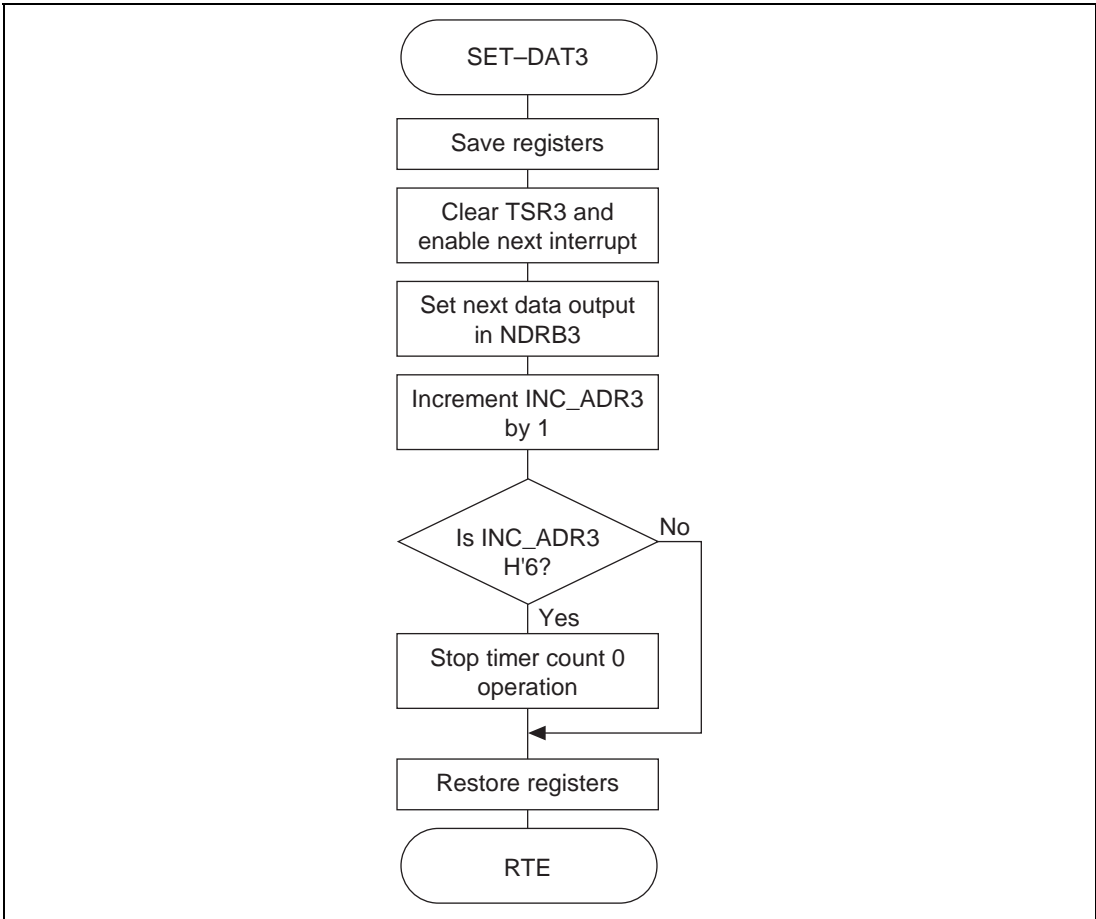 SET–DAT3
Save registers
Clear TSR3 and
enable next interrupt
Set next data output
in NDRB3
Increment INC_ADR3
by 1
Is INC_ADR3
H'6?
No
Yes
Stop timer count 0
operation
Restore registers
RTE